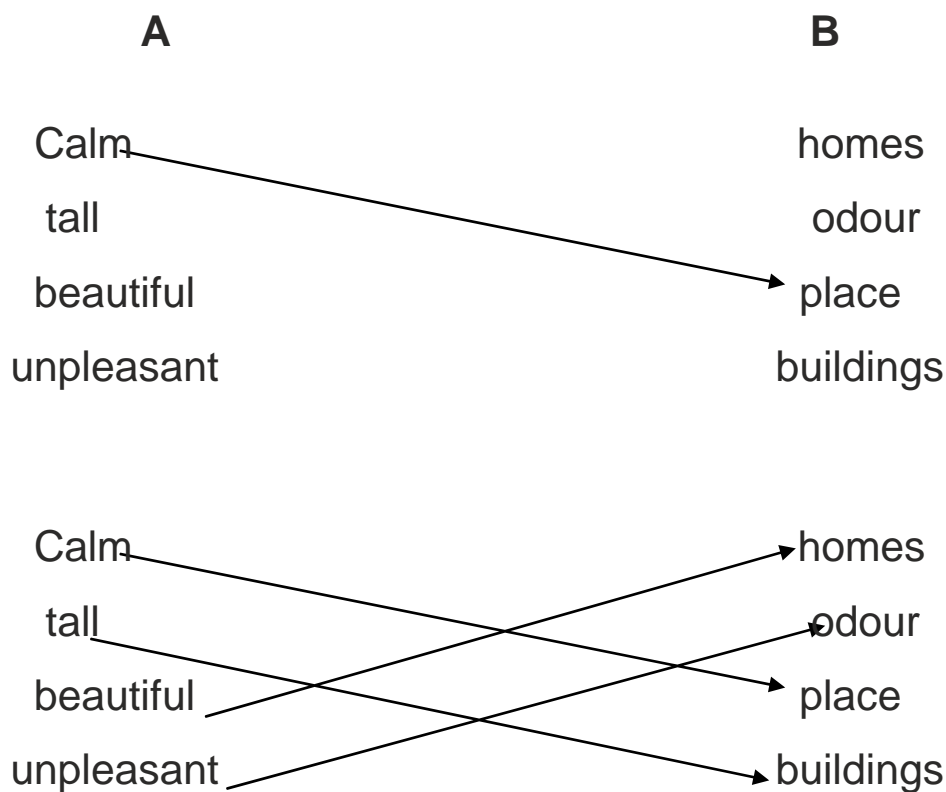 A B
Calm homes
tall odour
beautiful place
unpleasant buildings
Calm homes
tall odour
beautiful place
unpleasant buildings